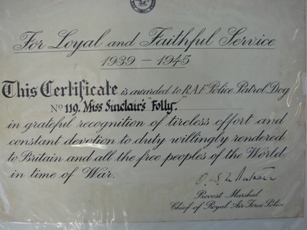 For Loyal and Faithful Service
1939 – 1945
This Certificate is awarded to R.A.F. Police Patrol Dog
No 119. Miss Sinclair's Folly.
in grateful recognition of tireless effort and
constant devotion to duty willingly rendered
to Britain and all the free peoples of the World
in time of War.
Provost Marshal
Chief of Royal Air Force Police